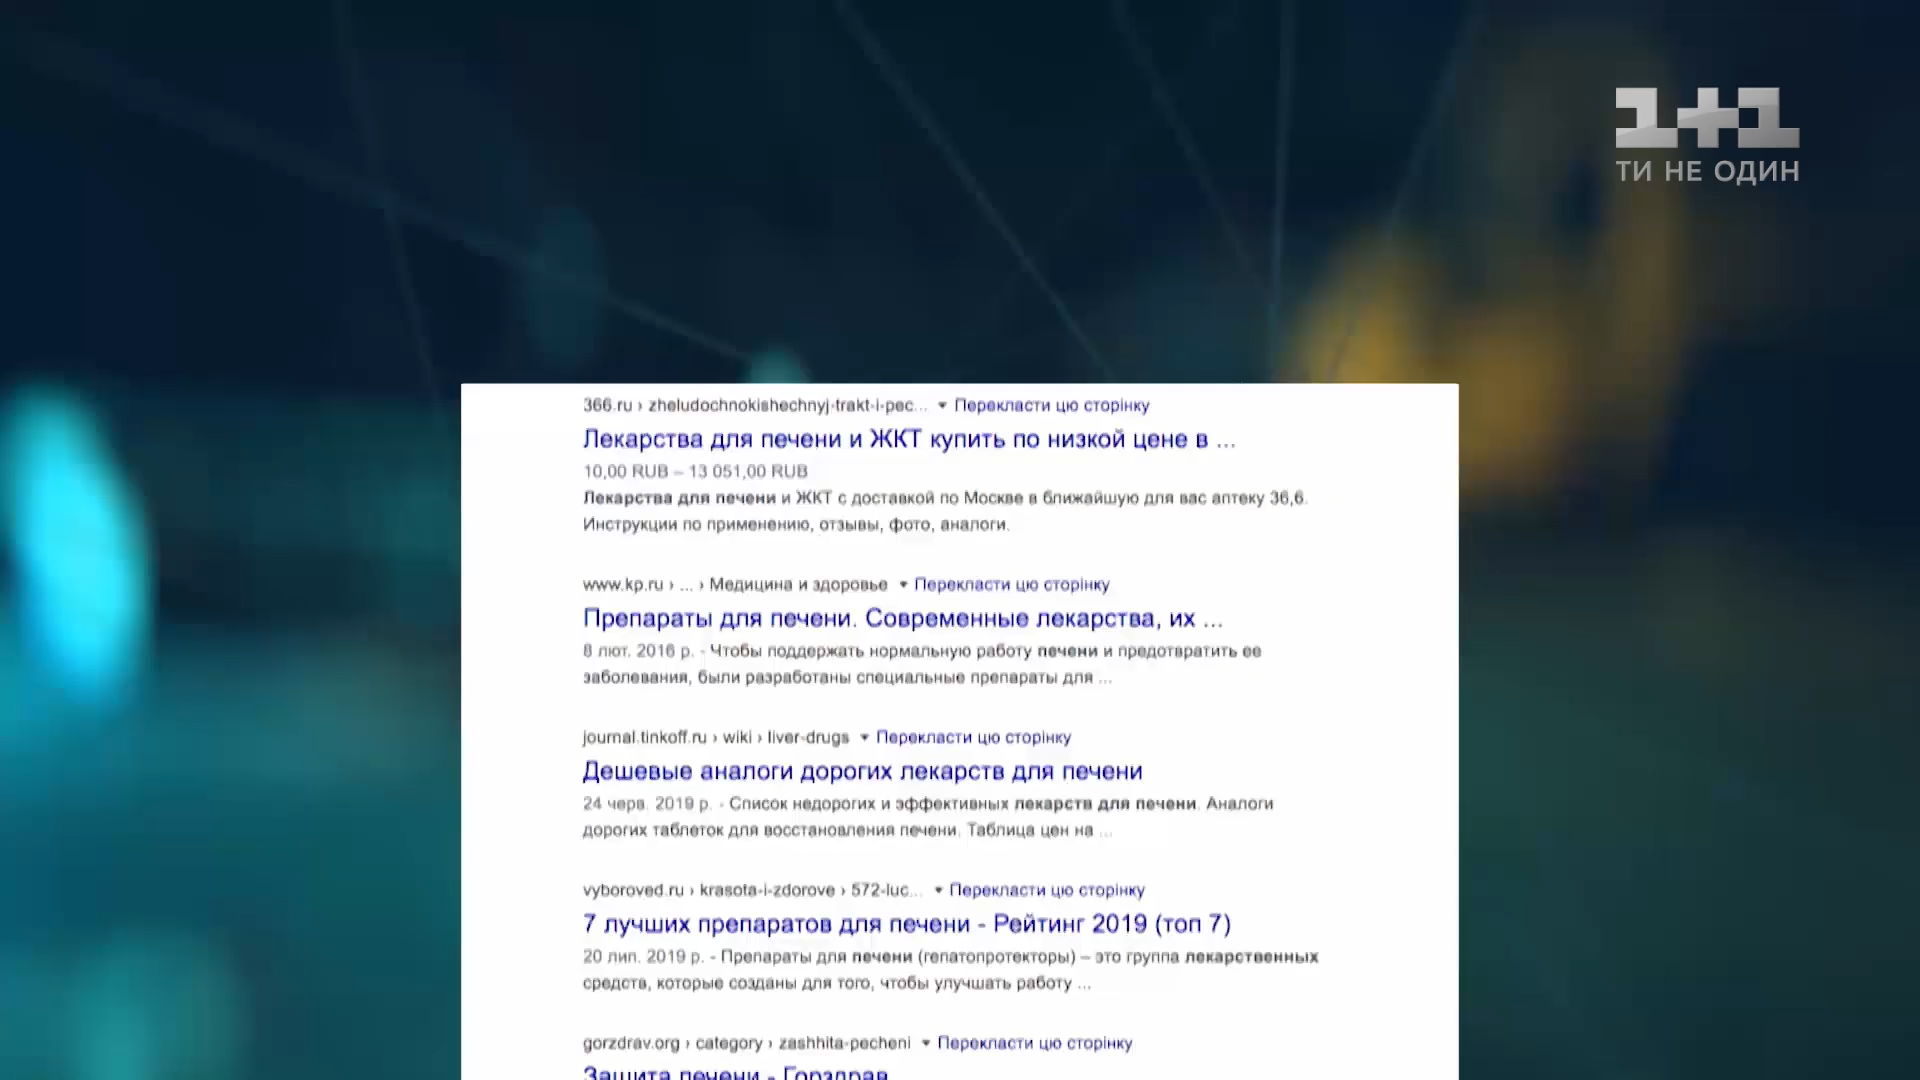 1+1
ТИ НЕ ОДИН
366.ru › zheludochnokishechnyj-trakt-i-pec... ▾ Перекласти цю сторінку
Лекарства для печени и ЖКТ купить по низкой цене в ...
10,00 RUB – 13 051,00 RUB
Лекарства для печени и ЖКТ с доставкой по Москве в ближайшую для вас аптеку 36,6.
Инструкции по применению, отзывы, фото, аналоги.
www.kp.ru › ... › Медицина и здоровье ▾ Перекласти цю сторінку
Препараты для печени. Современные лекарства, их ...
8 лют. 2016 р. - Чтобы поддержать нормальную работу печени и предотвратить ее
заболевания, были разработаны специальные препараты для ...
journal.tinkoff.ru › wiki › liver-drugs ▾ Перекласти цю сторінку
Дешевые аналоги дорогих лекарств для печени
24 черв. 2019 р. - Список недорогих и эффективных лекарств для печени. Аналоги
дорогих таблеток для восстановления печени. Таблица цен на ...
vyboroved.ru › krasota-i-zdorove › 572-luc... ▾ Перекласти цю сторінку
7 лучших препаратов для печени - Рейтинг 2019 (топ 7)
20 лип. 2019 р. - Препараты для печени (гепатопротекторы) – это группа лекарственных
средств, которые созданы для того, чтобы улучшать работу ...
gorzdrav.org › category › zashhita-pecheni ▾ Перекласти цю сторінку
Защита печени - Горздрав